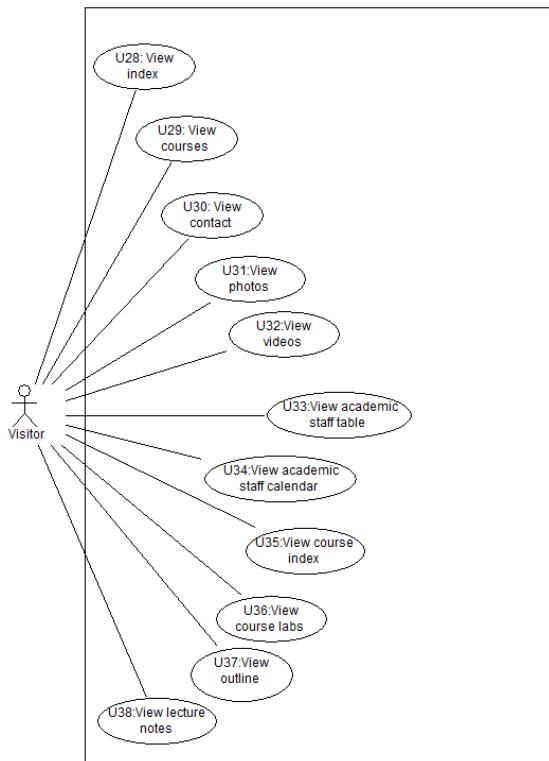 U28: View
index
U29: View
courses
U30: View
contact
U31:View
photos
U32:View
videos
Visitor
U33:View academic
staff table
U34:View academic
staff calendar
U35:View course
index
U36:View
course labs
U37:View
outline
U38:View lecture
notes